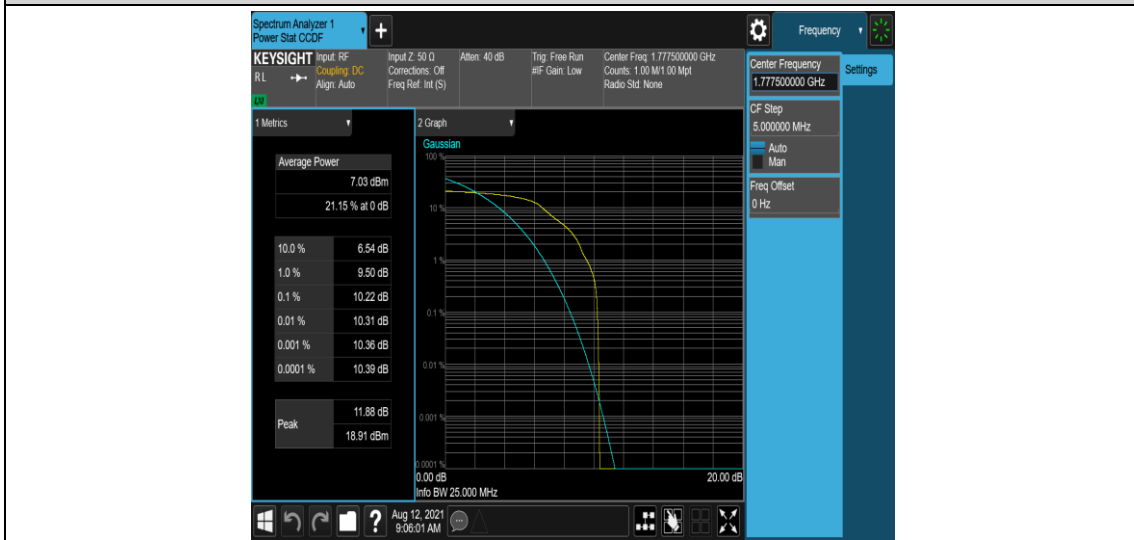 Spectrum Analyzer 1
Power Stat CCDF
Frequency
KEYSIGHT
RL
Input: RF
Coupling: DC
Align: Auto
Input Z: 50 Ω
Corrections: Off
Freq Ref: Int (S)
Atten: 40 dB
Trig: Free Run
#IF Gain: Low
Center Freq: 1.777500000 GHz
Counts: 1.00 M/1.00 Mpt
Radio Std: None
Center Frequency
1.777500000 GHz
Settings
CF Step
5.000000 MHz
Auto
Man
Freq Offset
0 Hz
1 Metrics
Average Power
7.03 dBm
21.15 % at 0 dB
10.0 % 6.54 dB
1.0 % 9.50 dB
0.1 % 10.22 dB
0.01 % 10.31 dB
0.001 % 10.36 dB
0.0001 % 10.39 dB
Peak
11.88 dB
18.91 dBm
2 Graph
Gaussian
100 %
10 %
1 %
0.1 %
0.01 %
0.001 %
0.0001 %
0.00 dB 20.00 dB
Info BW 25.000 MHz
?
Aug 12, 2021
9:06:01 AM